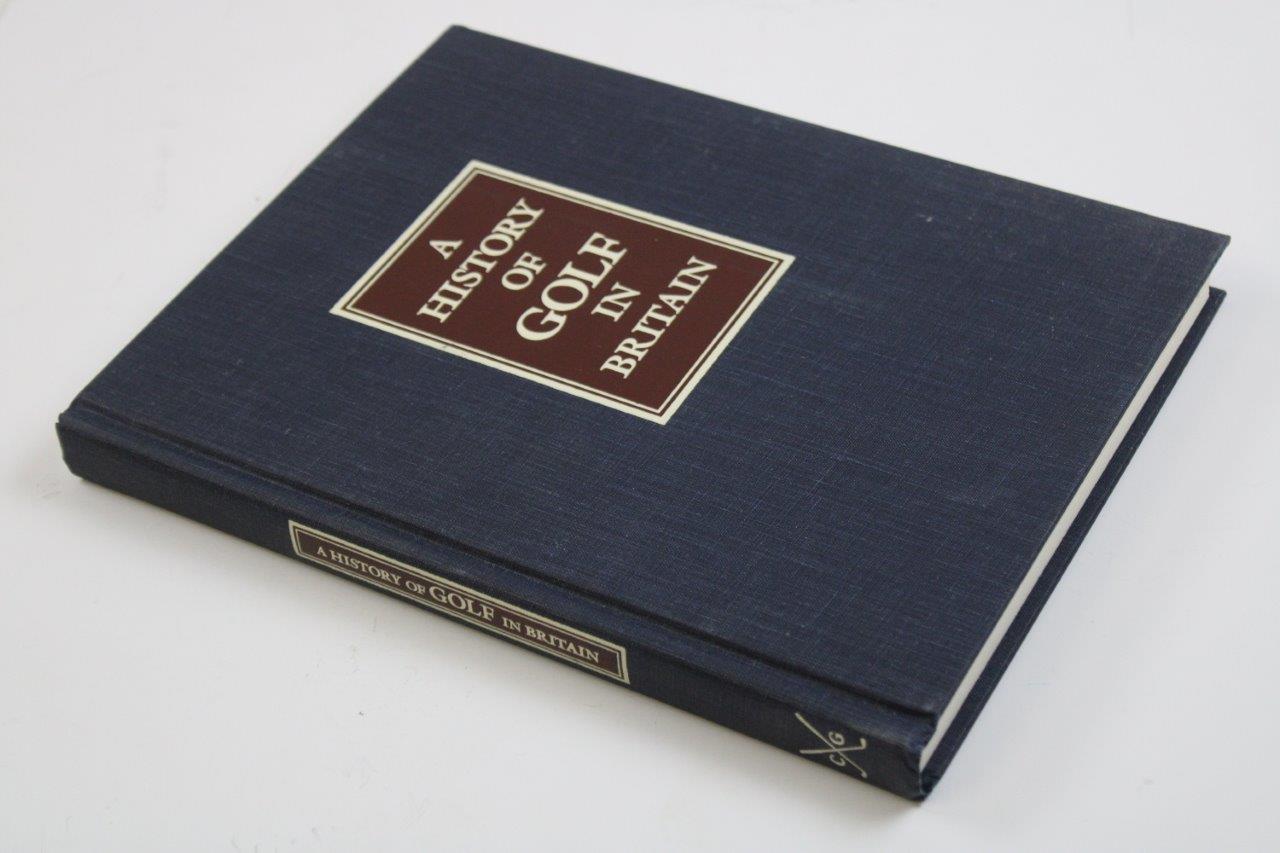 A
HISTORY
OF
GOLF
IN
BRITAIN
A HISTORY OF GOLF IN BRITAIN
C G